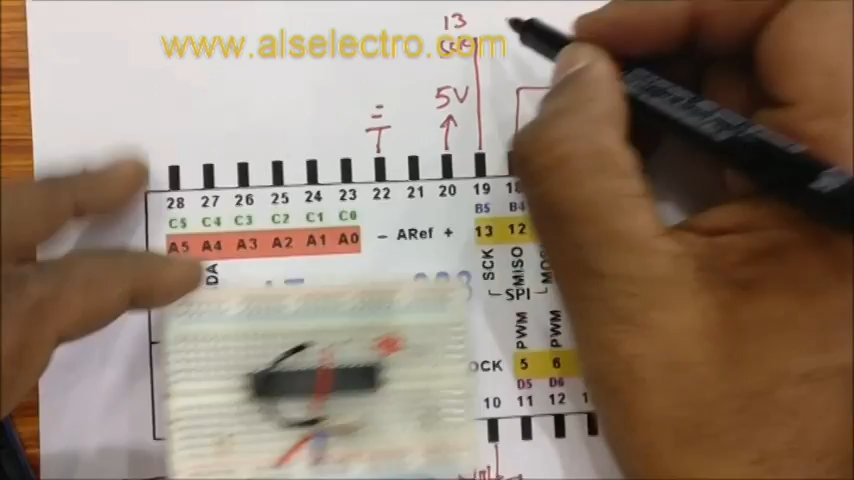 www.alselectro.com
13
SCK
5V
28 27 26 25 24 23 22 21 20 19 18
C5 C4 C3 C2 C1 C0 B5 B4
A5 A4 A3 A2 A1 A0 - ARef + 13 12
SCK MISO
SPI
PWM PWM
5 6
D5 D6
10 11 12